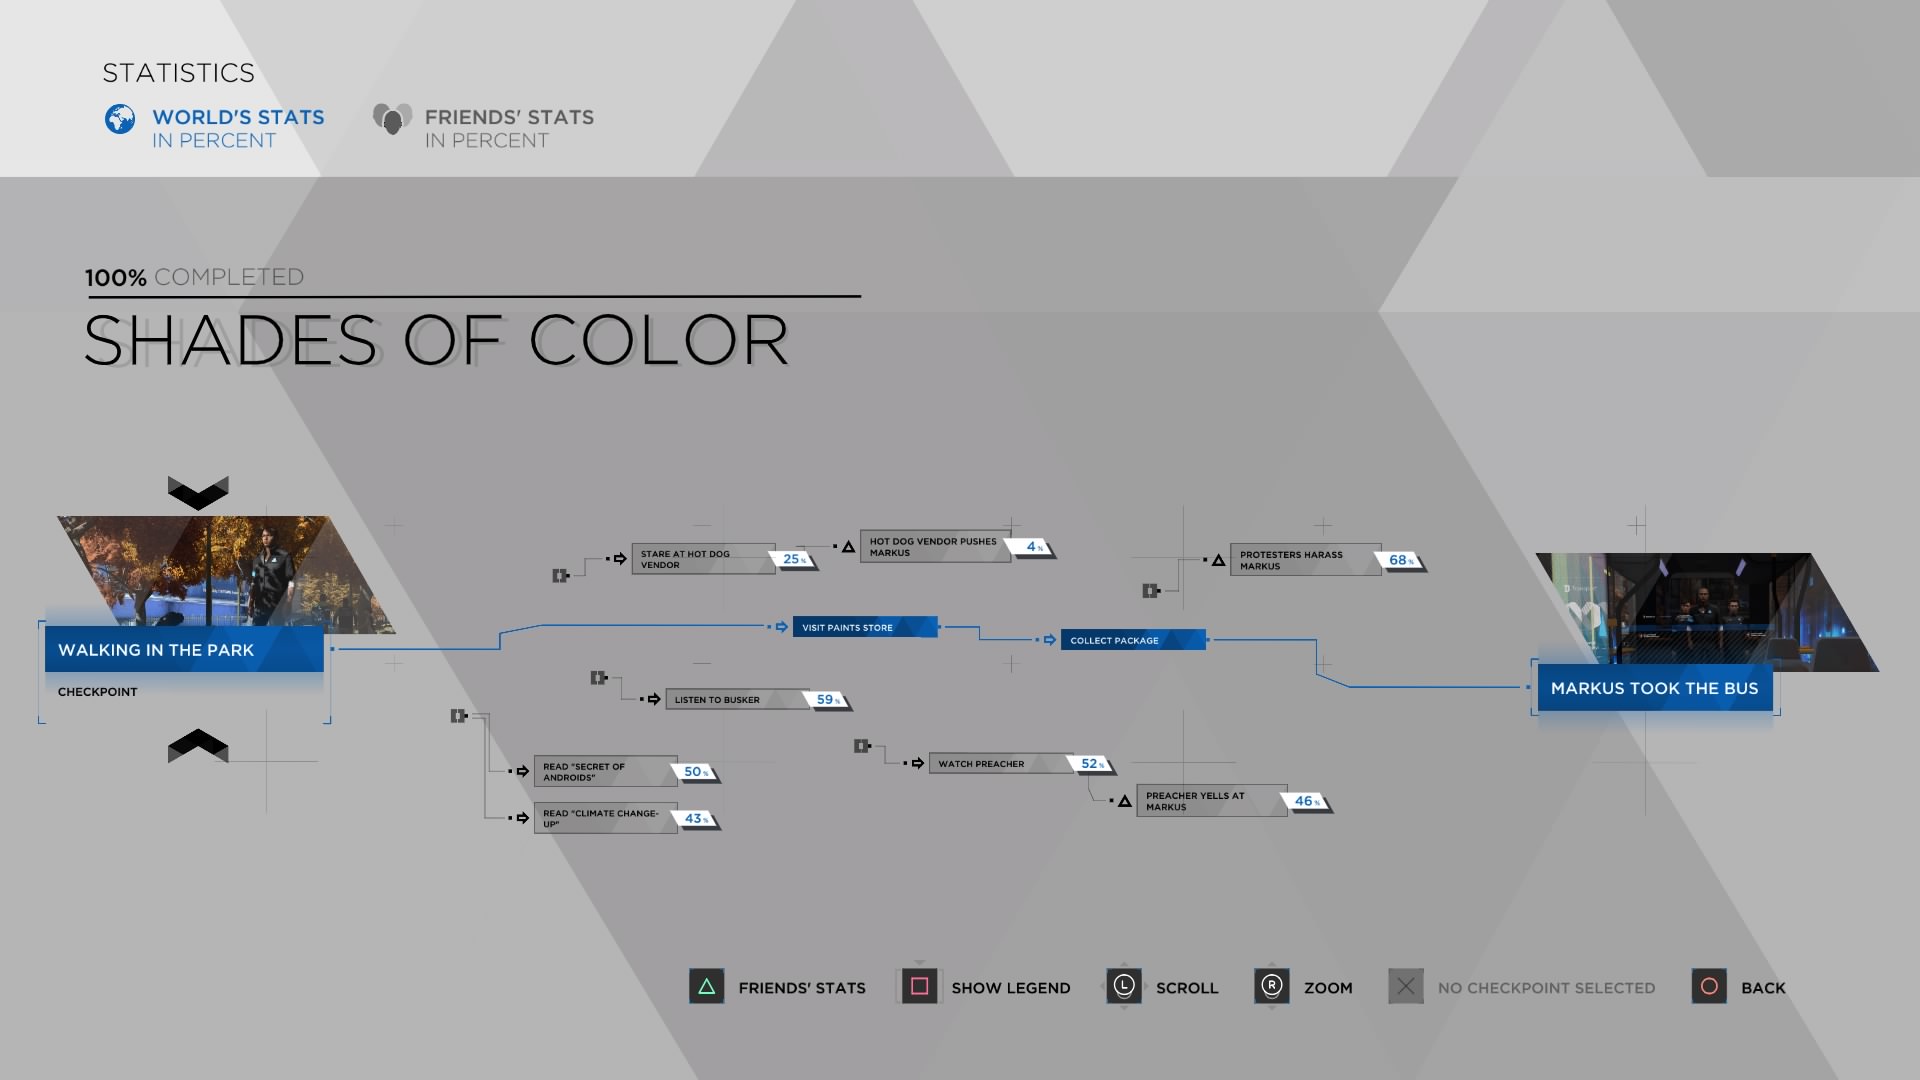 STATISTICS
WORLD'S STATS
IN PERCENT
FRIENDS' STATS
IN PERCENT
100% COMPLETED
SHADES OF COLOR
STARE AT HOT DOG
VENDOR
25%
HOT DOG VENDOR PUSHES
MARKUS
4%
PROTESTERS HARASS
MARKUS
68%
WALKING IN THE PARK
CHECKPOINT
VISIT PAINTS STORE
COLLECT PACKAGE
MARKUS TOOK THE BUS
LISTEN TO BUSKER
59%
READ "SECRET OF
ANDROIDS"
50%
WATCH PREACHER
52%
READ "CLIMATE CHANGE-
UP"
43%
PREACHER YELLS AT
MARKUS
46%
FRIENDS' STATS
SHOW LEGEND
L
SCROLL
R
ZOOM
NO CHECKPOINT SELECTED
BACK